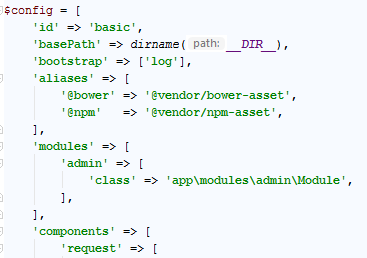 $config = [
    'id' => 'basic',
    'basePath' => dirname( path: __DIR__),
    'bootstrap' => ['log'],
    'aliases' => [
        '@bower' => '@vendor/bower-asset',
        '@npm'   => '@vendor/npm-asset',
    ],
    'modules' => [
        'admin' => [
            'class' => 'app\modules\admin\Module',
        ],
    ],
    'components' => [
        'request' => [